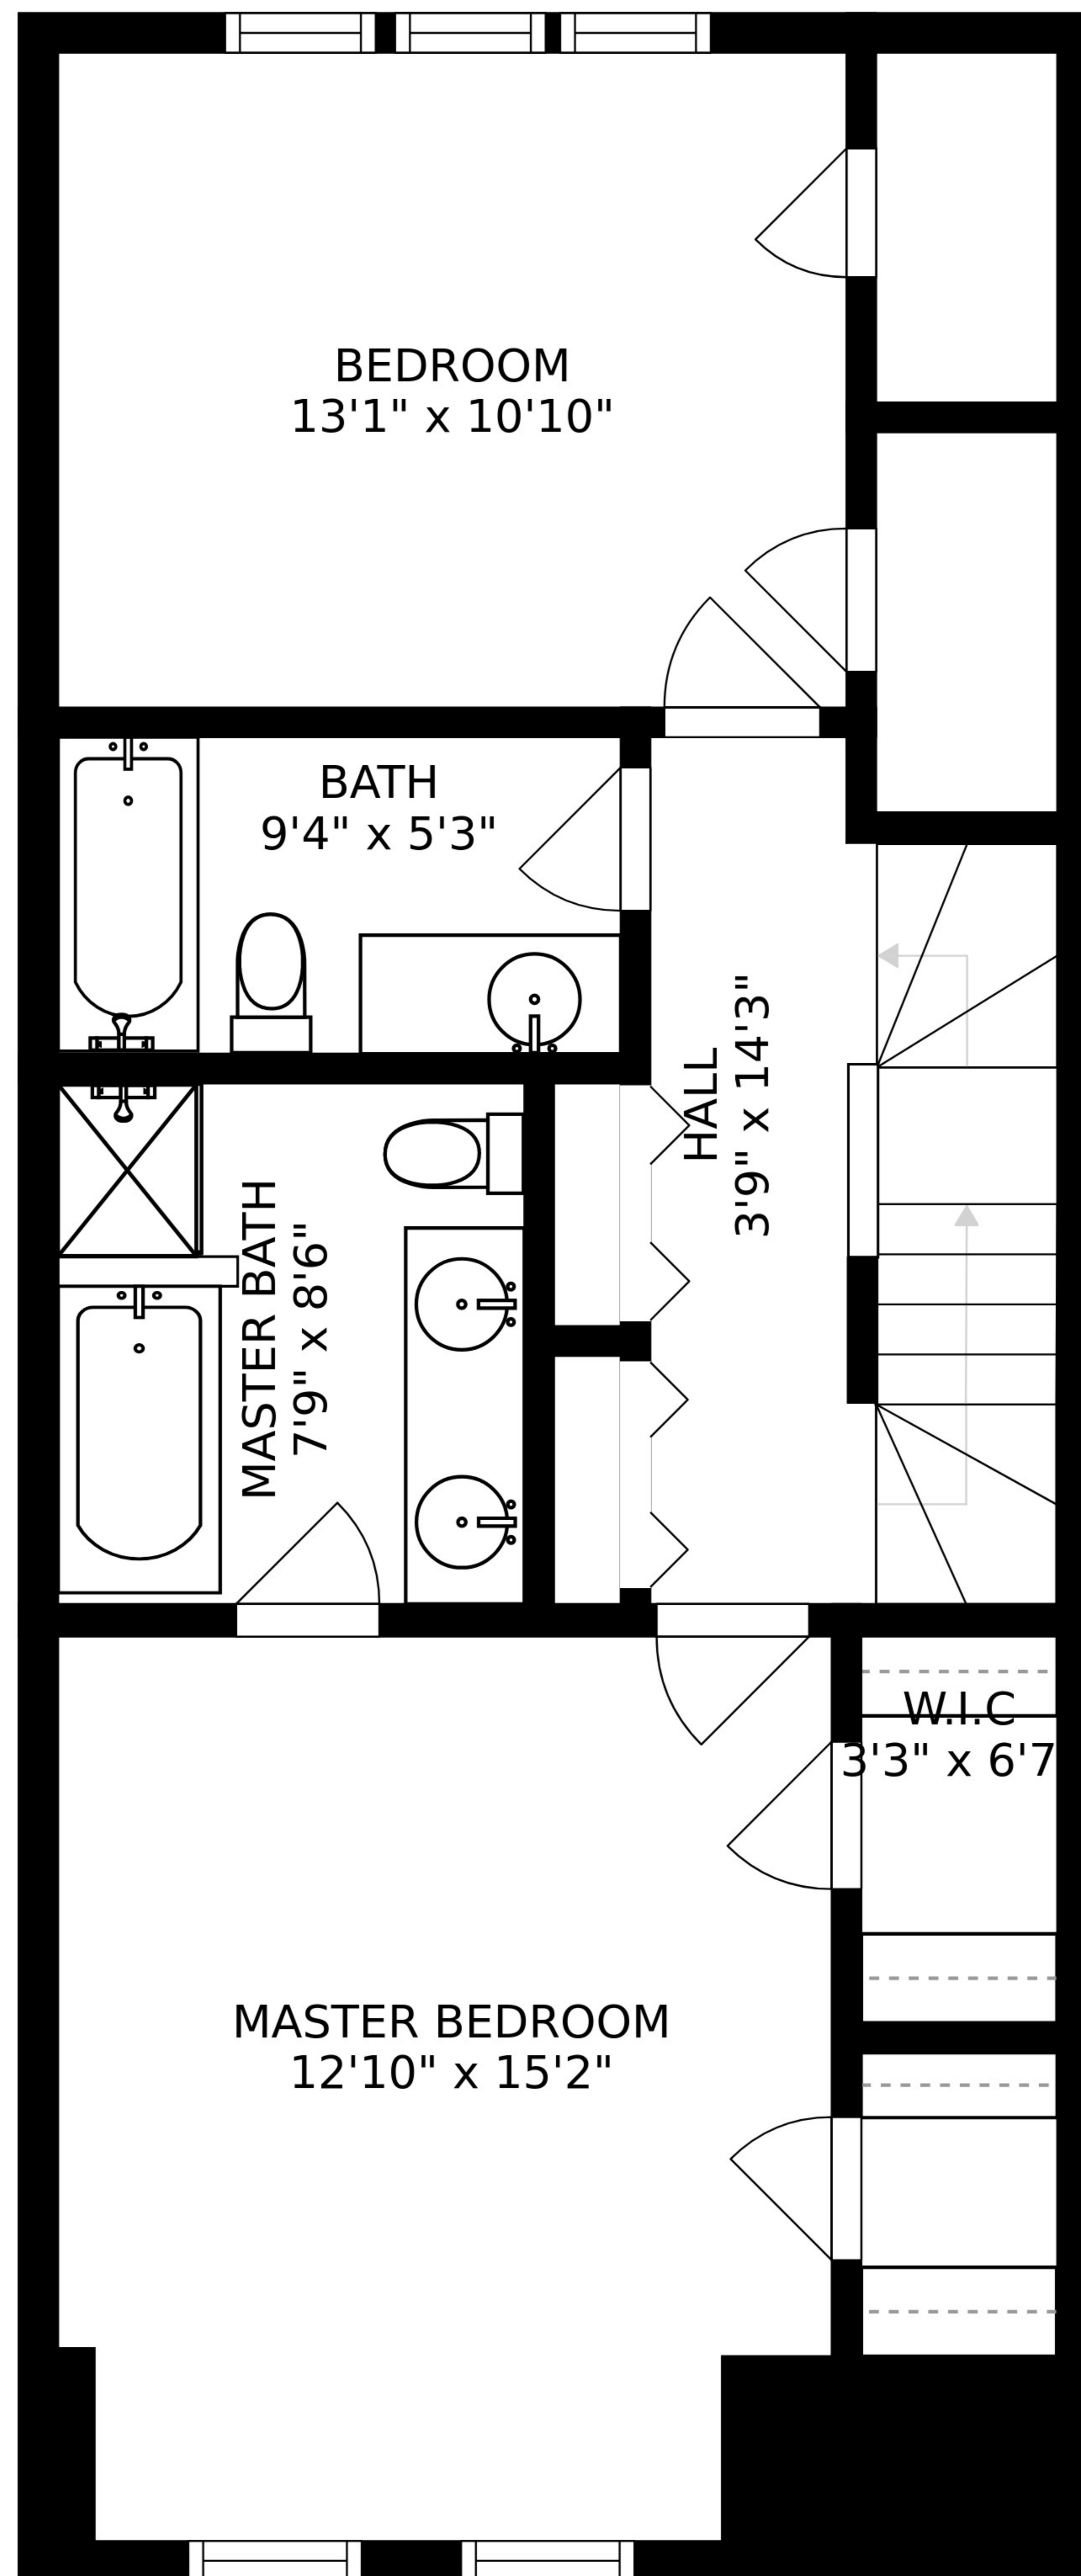 BEDROOM
13'1" x 10'10"
BATH
9'4" x 5'3"
HALL
3'9" x 14'3"
MASTER BATH
7'9" x 8'6"
W.I.C
3'3" x 6'7
MASTER BEDROOM
12'10" x 15'2"